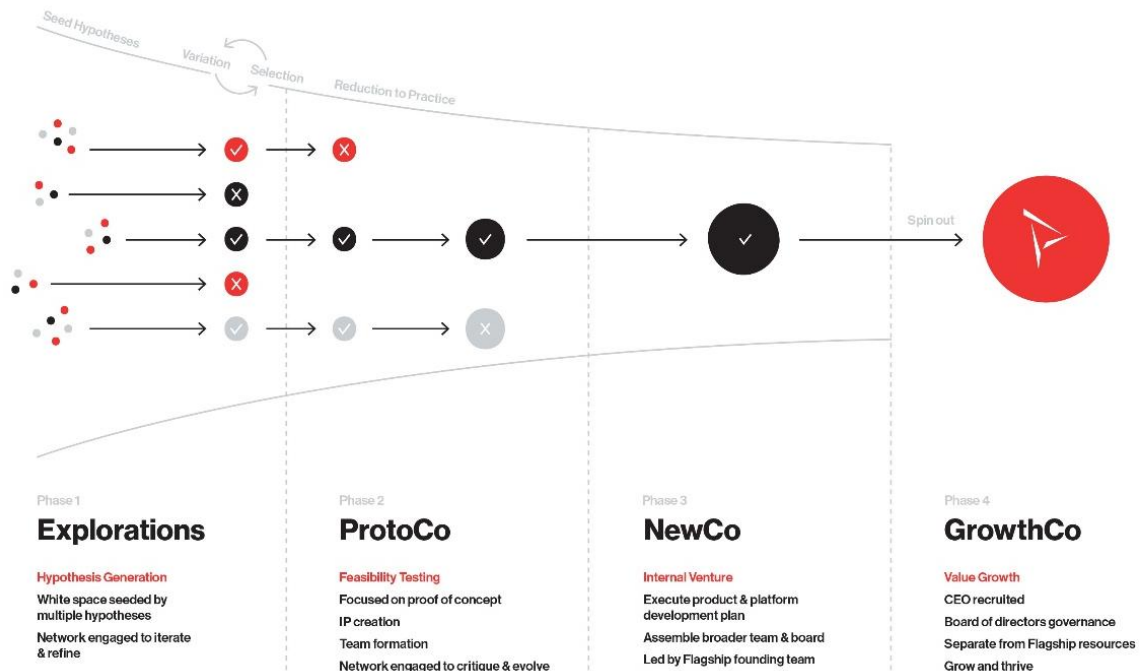 Seed Hypotheses
Variation
Selection
Reduction to Practice
Spin out
Phase 1
Explorations
Hypothesis Generation
White space seeded by
multiple hypotheses
Network engaged to iterate
& refine
Phase 2
ProtoCo
Feasibility Testing
Focused on proof of concept
IP creation
Team formation
Network engaged to critique & evolve
Phase 3
NewCo
Internal Venture
Execute product & platform
development plan
Assemble broader team & board
Led by Flagship founding team
Phase 4
GrowthCo
Value Growth
CEO recruited
Board of directors governance
Separate from Flagship resources
Grow and thrive